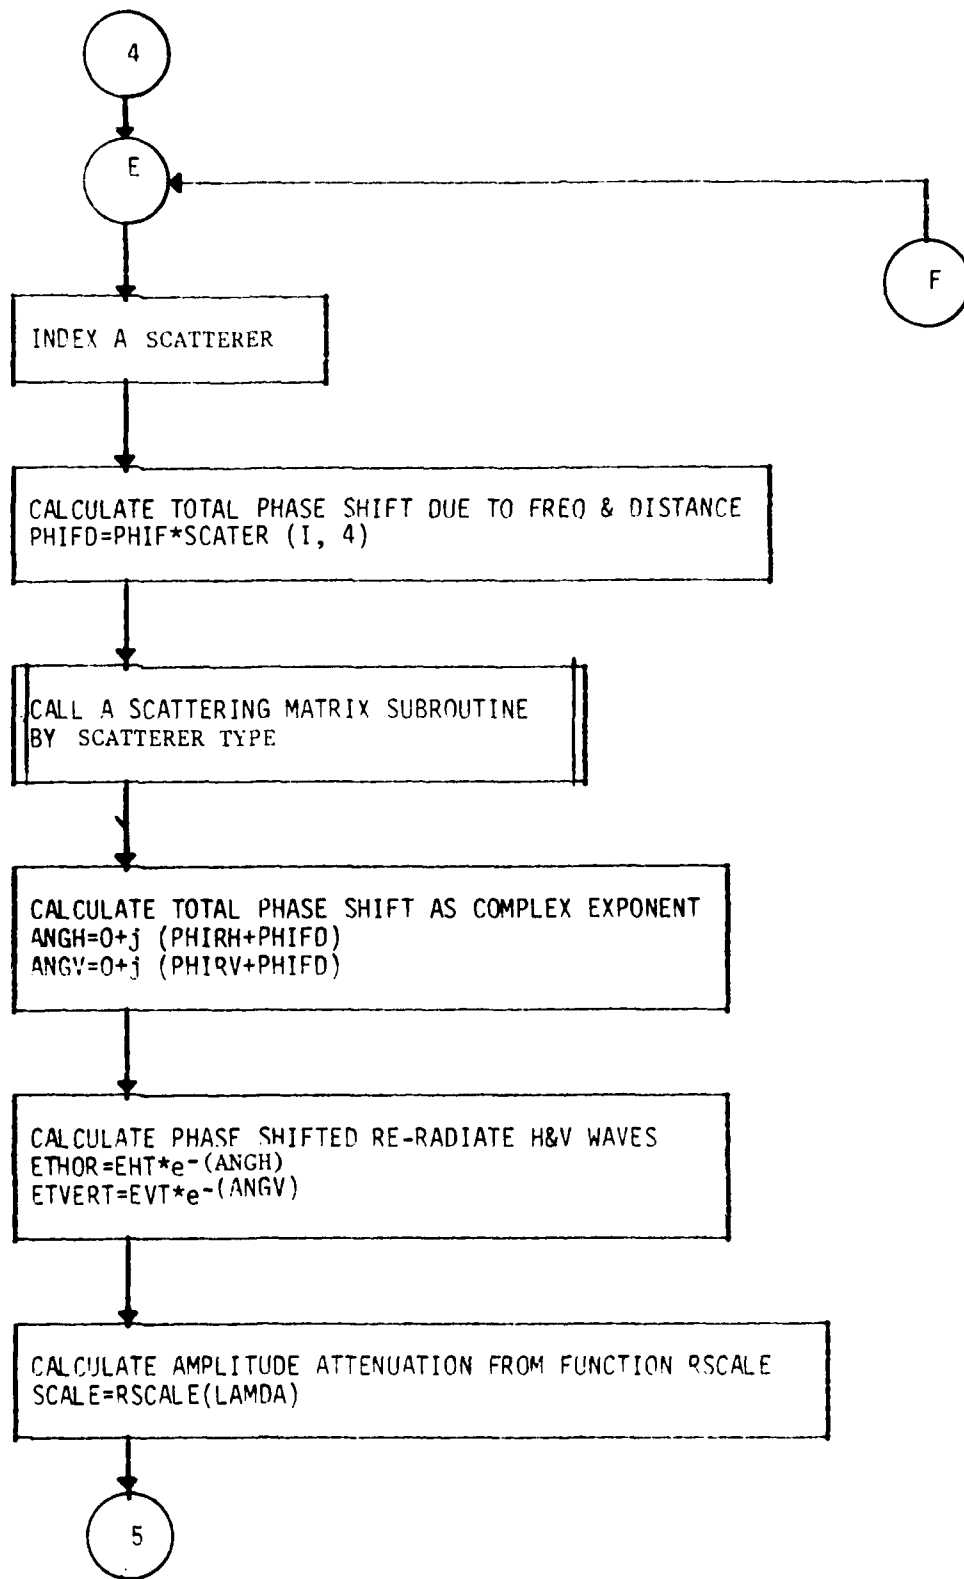 4
E
F
INDEX A SCATTERER
CALCULATE TOTAL PHASE SHIFT DUE TO FREQ & DISTANCE
PHIFD=PHIF*SCATER (I, 4)
CALL A SCATTERING MATRIX SUBROUTINE
BY SCATTERER TYPE
CALCULATE TOTAL PHASE SHIFT AS COMPLEX EXPONENT
ANGH=0+j (PHIRH+PHIFD)
ANGV=0+j (PHIRV+PHIFD)
CALCULATE PHASE SHIFTED RE-RADIATE H&V WAVES
ETHOR=EHT*e-(ANGH)
ETVERT=EVT*e-(ANGV)
CALCULATE AMPLITUDE ATTENUATION FROM FUNCTION RSCALE
SCALE=RSCALE(LAMDA)
5